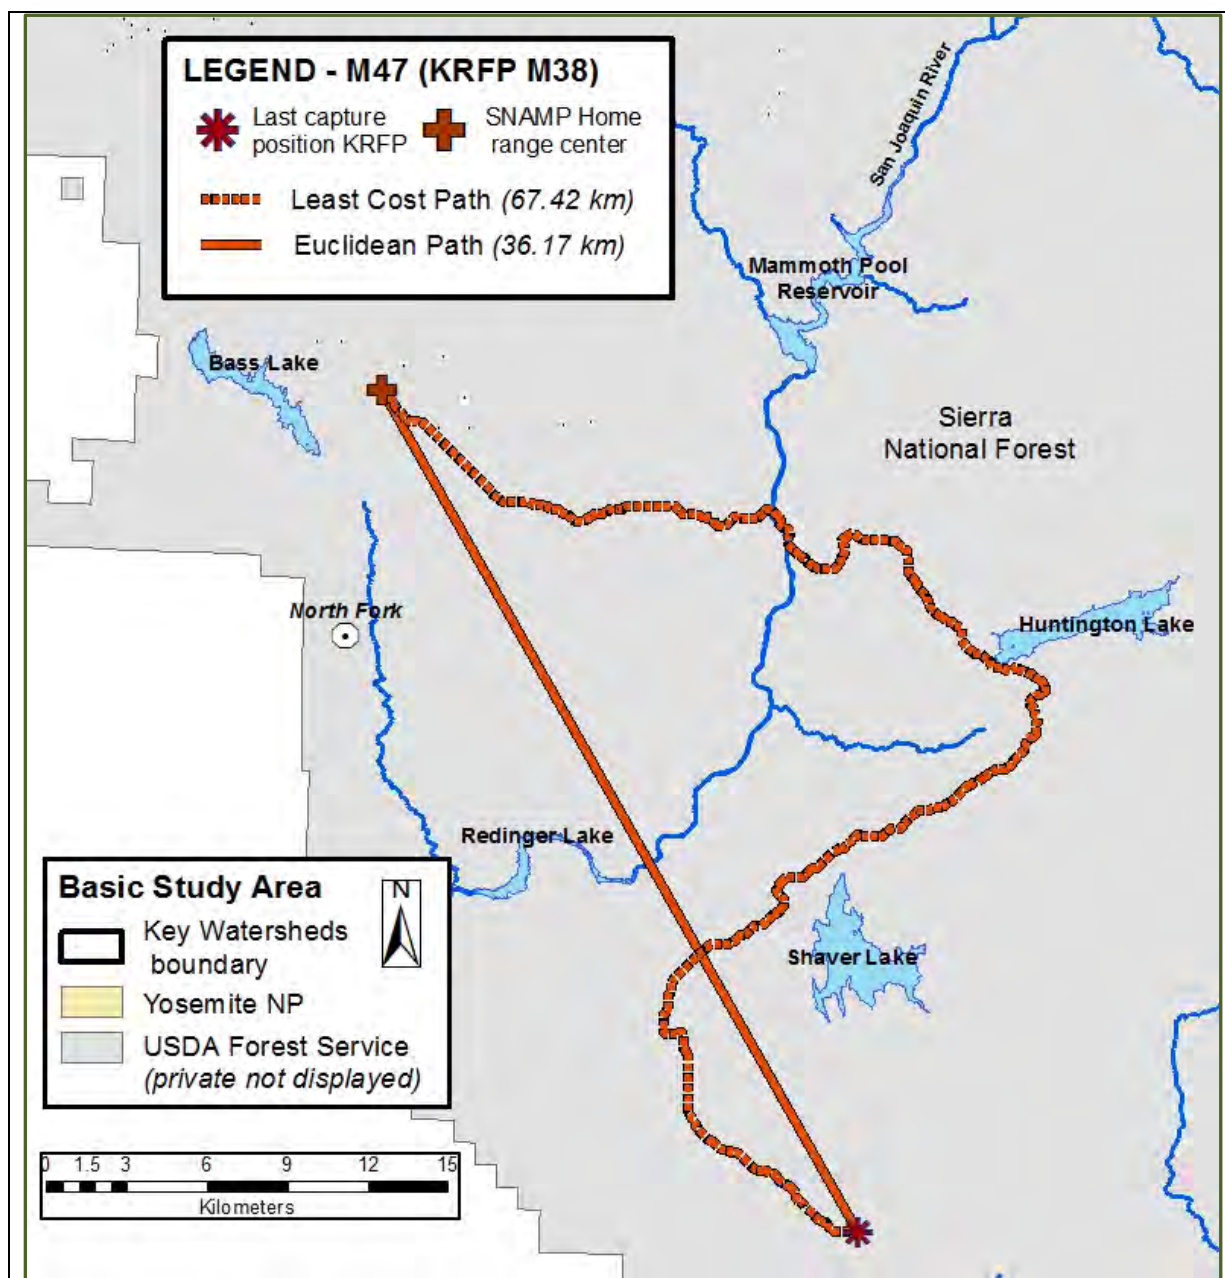 LEGEND - M47 (KRFP M38)
Last capture
position KRFP
SNAMP Home
range center
Least Cost Path (67.42 km)
Euclidean Path (36.17 km)
San Joaquin River
Mammoth Pool
Reservoir
Bass Lake
Sierra
National Forest
North Fork
Huntington Lake
Redinger Lake
Shaver Lake
Basic Study Area
N
Key Watersheds
boundary
Yosemite NP
USDA Forest Service
(private not displayed)
0 1.5 3 6 9 12 15
Kilometers